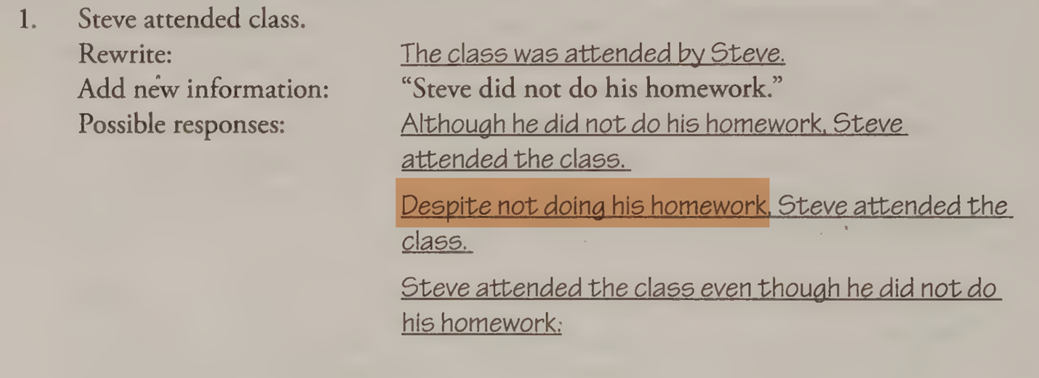 1. Steve attended class.
Rewrite: The class was attended by Steve.
Add new information: “Steve did not do his homework.”
Possible responses: Although he did not do his homework, Steve
attended the class.
Despite not doing his homework, Steve attended the
class.
Steve attended the class even though he did not do
his homework.